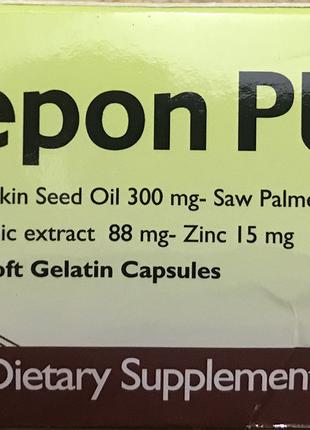 epon Pl
kin Seed Oil 300 mg- Saw Palme
ic extract 88 mg- Zinc 15 mg
oft Gelatin Capsules
Dietary Supplement